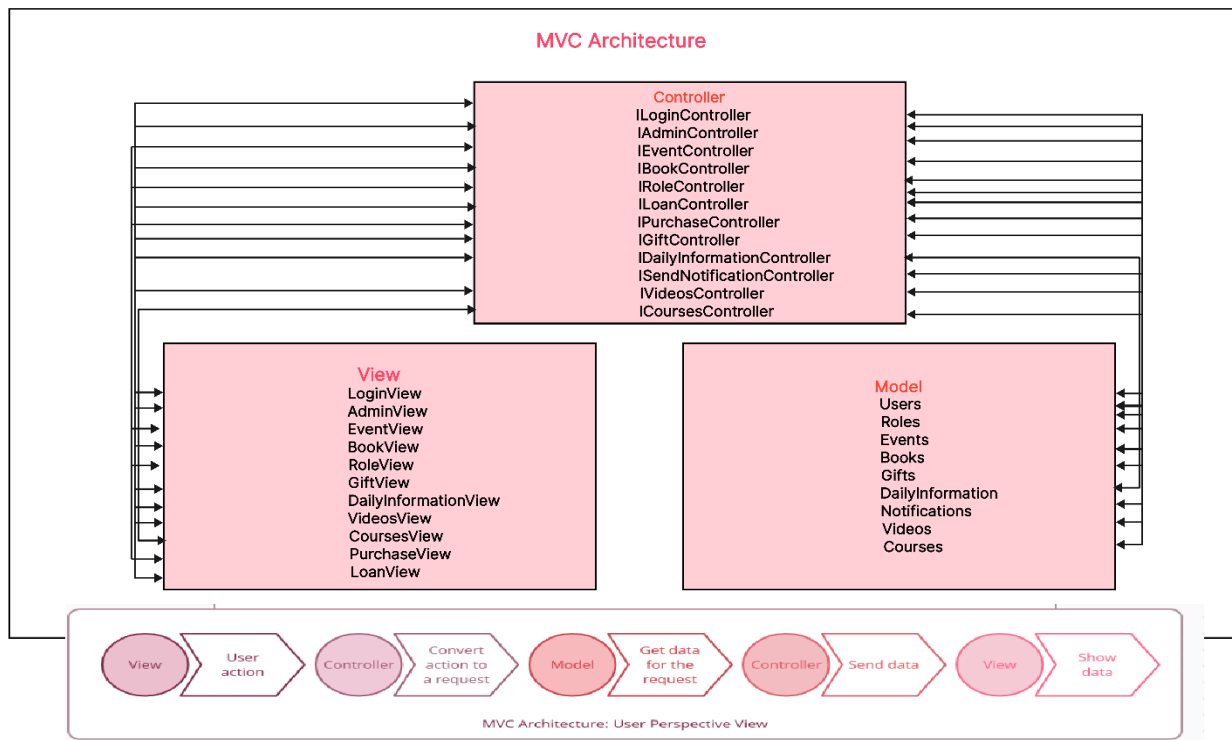 MVC Architecture
Controller
ILoginController
IAdminController
IEventController
IBookController
IRoleController
ILoanController
IPurchaseController
IGiftController
IDailyInformationController
ISendNotificationController
IVideosController
ICoursesController
View
LoginView
AdminView
EventView
BookView
RoleView
GiftView
DailyInformationView
VideosView
CoursesView
PurchaseView
LoanView
Model
Users
Roles
Events
Books
Gifts
DailyInformation
Notifications
Videos
Courses
View
User
action
Controller
Convert
action to
a request
Model
Get data
for the
request
Controller
Send data
View
Show
data
MVC Architecture: User Perspective View